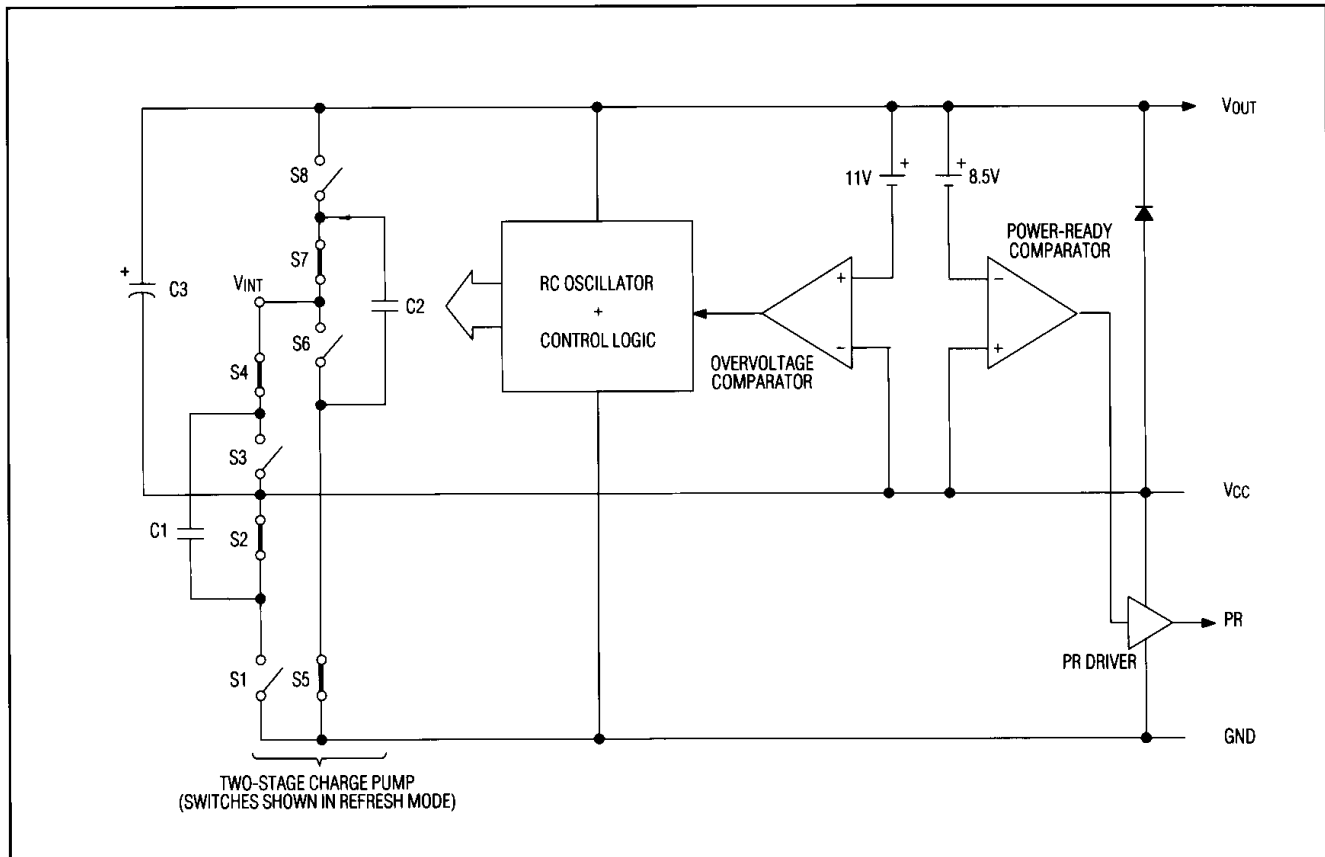 VOUT
S8
11V
+
+
8.5V
POWER-READY
COMPARATOR
S7
+
C3
VINT
C2
RC OSCILLATOR
+
CONTROL LOGIC
+
−
−
+
S6
OVERVOLTAGE
COMPARATOR
S4
S3
VCC
C1
S2
PR
PR DRIVER
S1
S5
GND
TWO-STAGE CHARGE PUMP
(SWITCHES SHOWN IN REFRESH MODE)